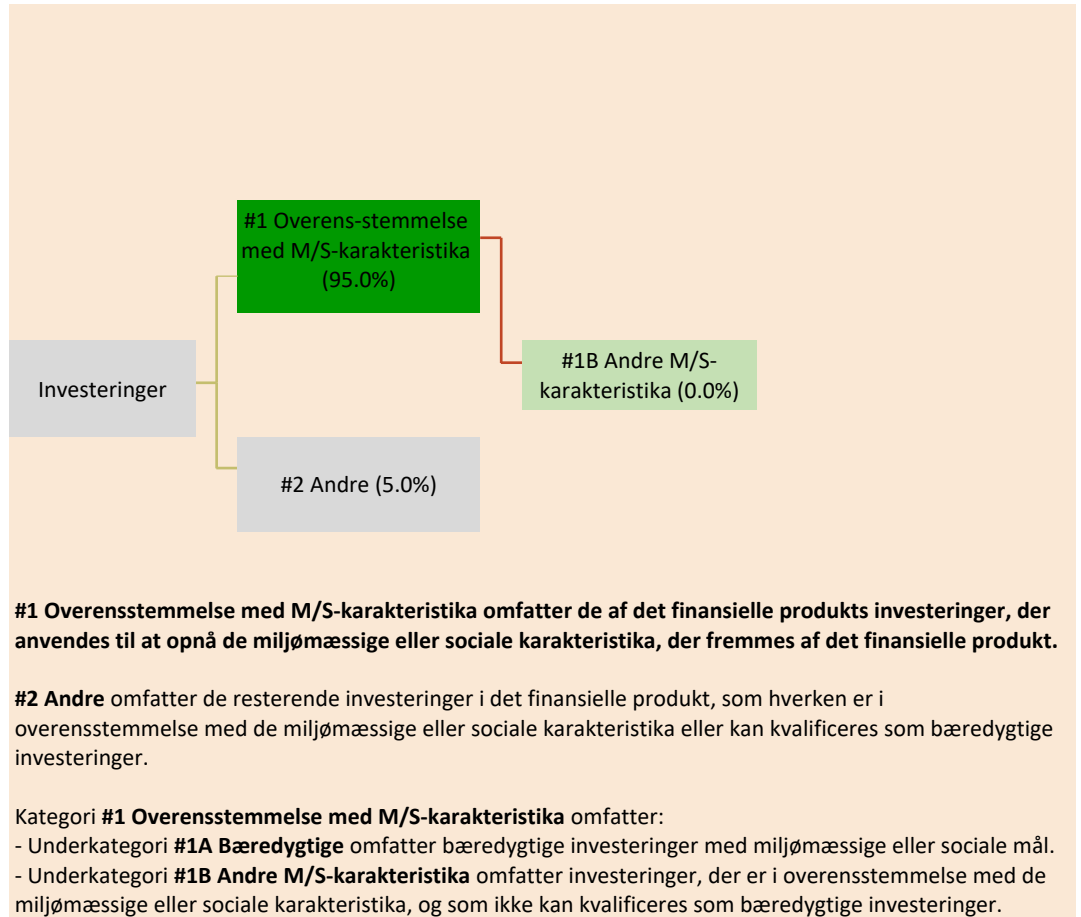 #1 Overens-stemmelse
med M/S-karakteristika
(95.0%)
Investeringer
#1B Andre M/S-
karakteristika (0.0%)
#2 Andre (5.0%)
#1 Overensstemmelse med M/S-karakteristika omfatter de af det finansielle produkts investeringer, der
anvendes til at opnå de miljømæssige eller sociale karakteristika, der fremmes af det finansielle produkt.
#2 Andre omfatter de resterende investeringer i det finansielle produkt, som hverken er i
overensstemmelse med de miljømæssige eller sociale karakteristika eller kan kvalificeres som bæredygtige
investeringer.
Kategori #1 Overensstemmelse med M/S-karakteristika omfatter:
- Underkategori #1A Bæredygtige omfatter bæredygtige investeringer med miljømæssige eller sociale mål.
- Underkategori #1B Andre M/S-karakteristika omfatter investeringer, der er i overensstemmelse med de
miljømæssige eller sociale karakteristika, og som ikke kan kvalificeres som bæredygtige investeringer.